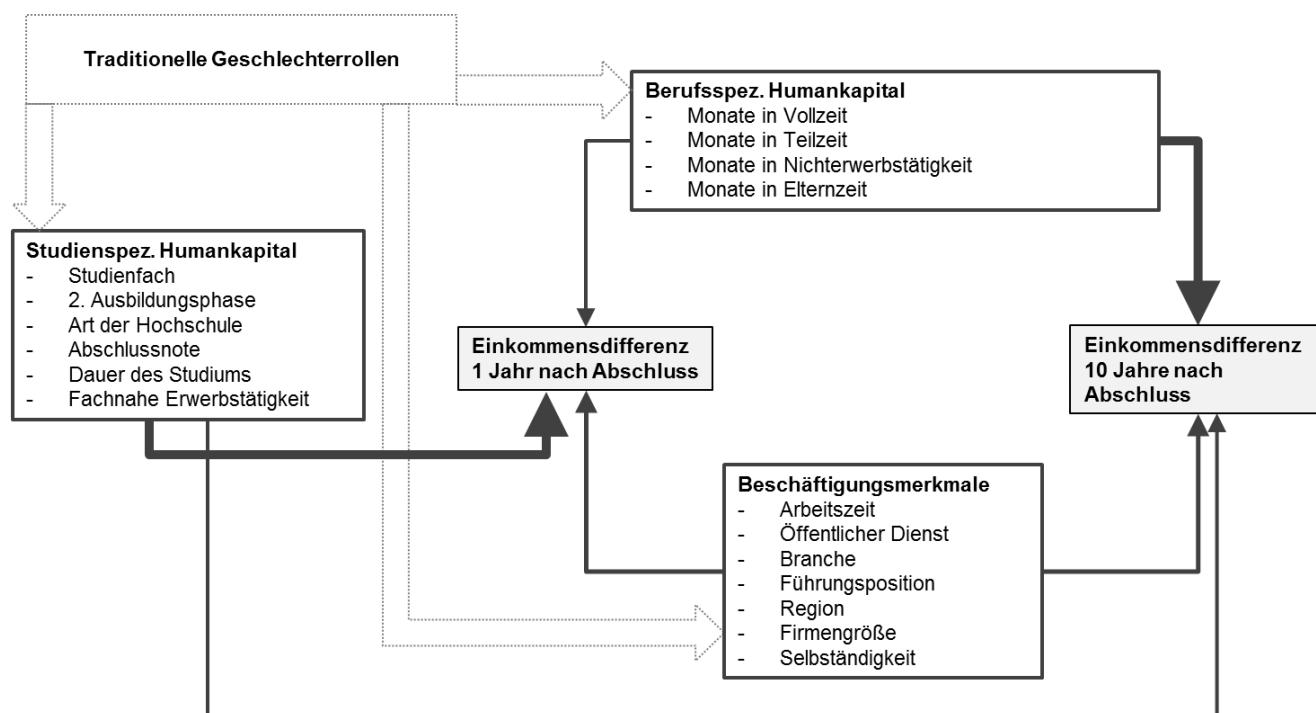 Traditionelle Geschlechterrollen
Berufsspez. Humankapital
- Monate in Vollzeit
- Monate in Teilzeit
- Monate in Nichterwerbstätigkeit
- Monate in Elternzeit
Studienspez. Humankapital
- Studienfach
- 2. Ausbildungsphase
- Art der Hochschule
- Abschlussnote
- Dauer des Studiums
- Fachnahe Erwerbstätigkeit
Einkommensdifferenz
1 Jahr nach Abschluss
Einkommensdifferenz
10 Jahre nach
Abschluss
Beschäftigungsmerkmale
- Arbeitszeit
- Öffentlicher Dienst
- Branche
- Führungsposition
- Region
- Firmengröße
- Selbständigkeit